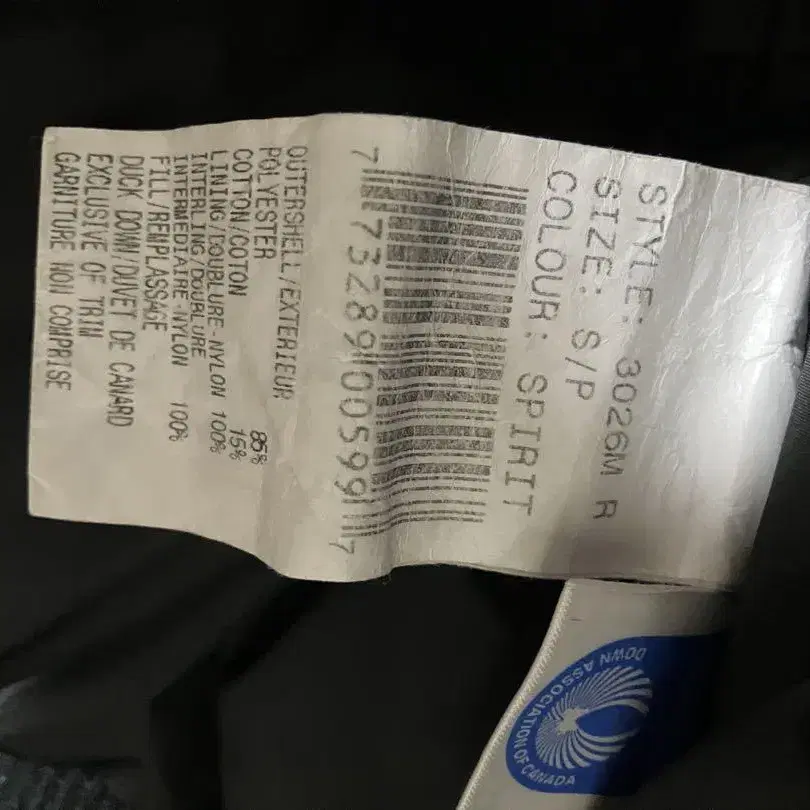 STYLE: 3026M R
SIZE: S/P
COLOUR: SPIRIT
7 73289 00599 7
OUTERSHELL/EXTERIEUR
POLYESTER 85%
COTTON/COTON 15%
LINING/DOUBLURE-NYLON 100%
INTERLING/DOUBLURE
INTERMEDIAIRE-NYLON 100%
FILL/REMPLASSAGE
DUCK DOWN/DUVET DE CANARD
EXCLUSIVE OF TRIM
GARNITURE NON COMPRISE
DOWN ASSOCIATION OF CANADA